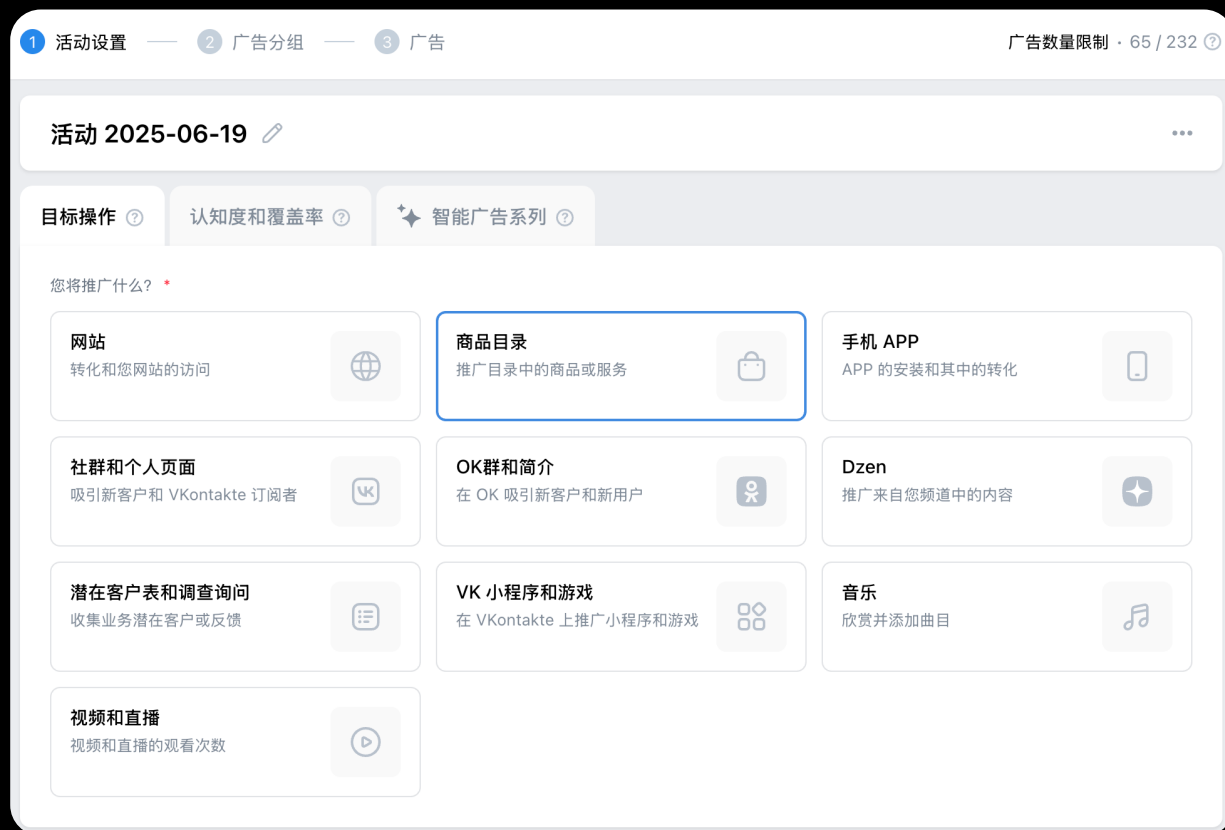 1 活动设置 2 广告分组 3 广告 广告数量限制 · 65 / 232 ?
活动 2025-06-19
目标操作 ? 认知度和覆盖率 ? 智能广告系列 ?
您将推广什么? *
网站
转化和您网站的访问
商品目录
推广目录中的商品或服务
手机 APP
APP 的安装和其中的转化
社群和个人页面
吸引新客户和 VKontakte 订阅者
VK
OK群和简介
在 OK 吸引新客户和新用户
Dzen
推广来自您频道中的内容
潜在客户表和调查询问
收集业务潜在客户或反馈
VK 小程序和游戏
在 VKontakte 上推广小程序和游戏
音乐
欣赏并添加曲目
视频和直播
视频和直播的观看次数